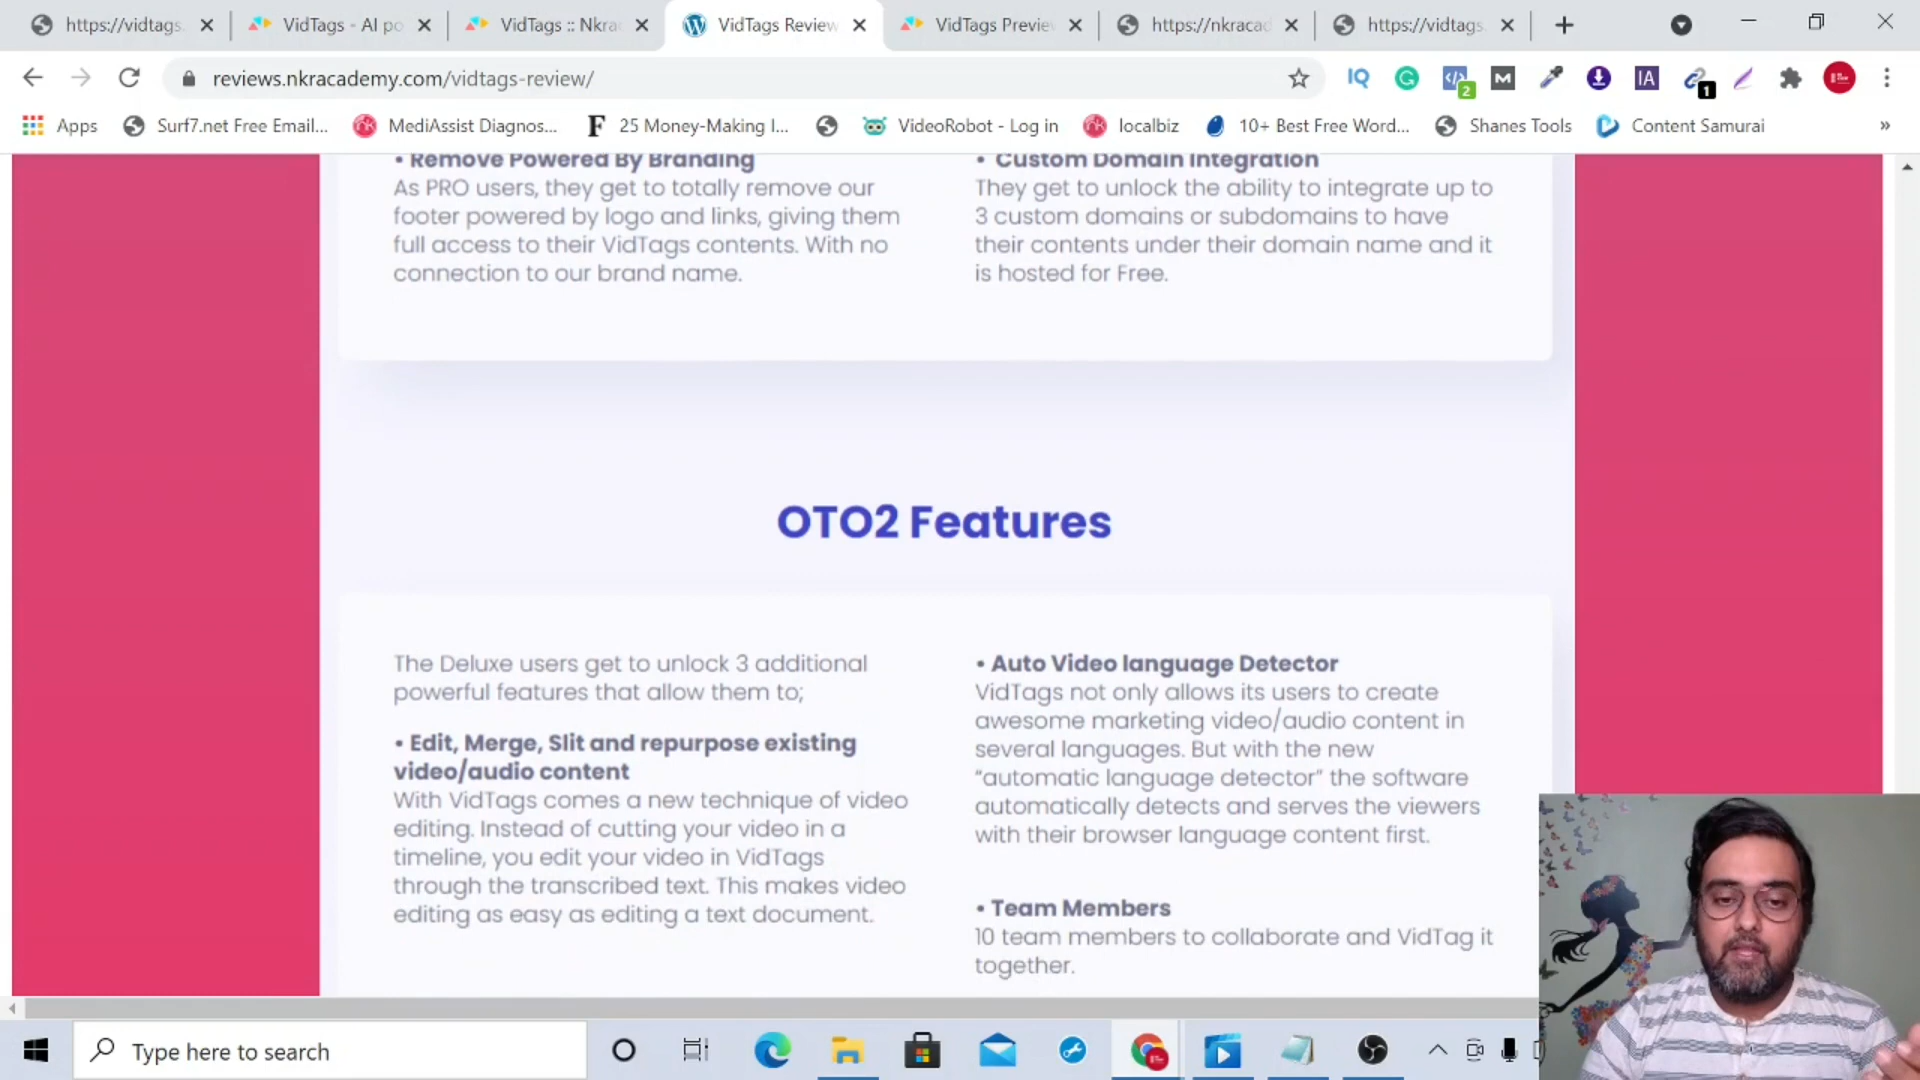 https://vidtags.
VidTags - AI po
VidTags :: Nkra
VidTags Review
VidTags Previe
https://nkracad
https://vidtags.
reviews.nkracademy.com/vidtags-review/
IQ
2
M
IA
1
Apps
Surf7.net Free Email...
MediAssist Diagnos...
25 Money-Making I...
VideoRobot - Log in
localbiz
10+ Best Free Word...
Shanes Tools
Content Samurai
»
• Remove Powered By Branding
As PRO users, they get to totally remove our
footer powered by logo and links, giving them
full access to their VidTags contents. With no
connection to our brand name.
• Custom Domain Integration
They get to unlock the ability to integrate up to
3 custom domains or subdomains to have
their contents under their domain name and it
is hosted for Free.
OTO2 Features
The Deluxe users get to unlock 3 additional
powerful features that allow them to;
• Edit, Merge, Slit and repurpose existing
video/audio content
With VidTags comes a new technique of video
editing. Instead of cutting your video in a
timeline, you edit your video in VidTags
through the transcribed text. This makes video
editing as easy as editing a text document.
• Auto Video language Detector
VidTags not only allows its users to create
awesome marketing video/audio content in
several languages. But with the new
“automatic language detector” the software
automatically detects and serves the viewers
with their browser language content first.
• Team Members
10 team members to collaborate and VidTag it
together.
Type here to search